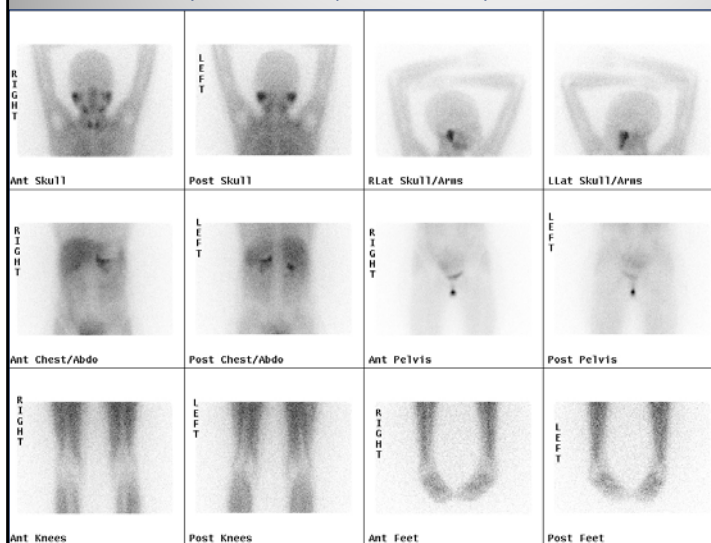 RIGHT
Ant Skull
LEFT
Post Skull
RLat Skull/Arms
LLat Skull/Arms
RIGHT
Ant Chest/Abdo
LEFT
Post Chest/Abdo
RIGHT
Ant Pelvis
LEFT
Post Pelvis
RIGHT
Ant Knees
LEFT
Post Knees
RIGHT
Ant Feet
LEFT
Post Feet